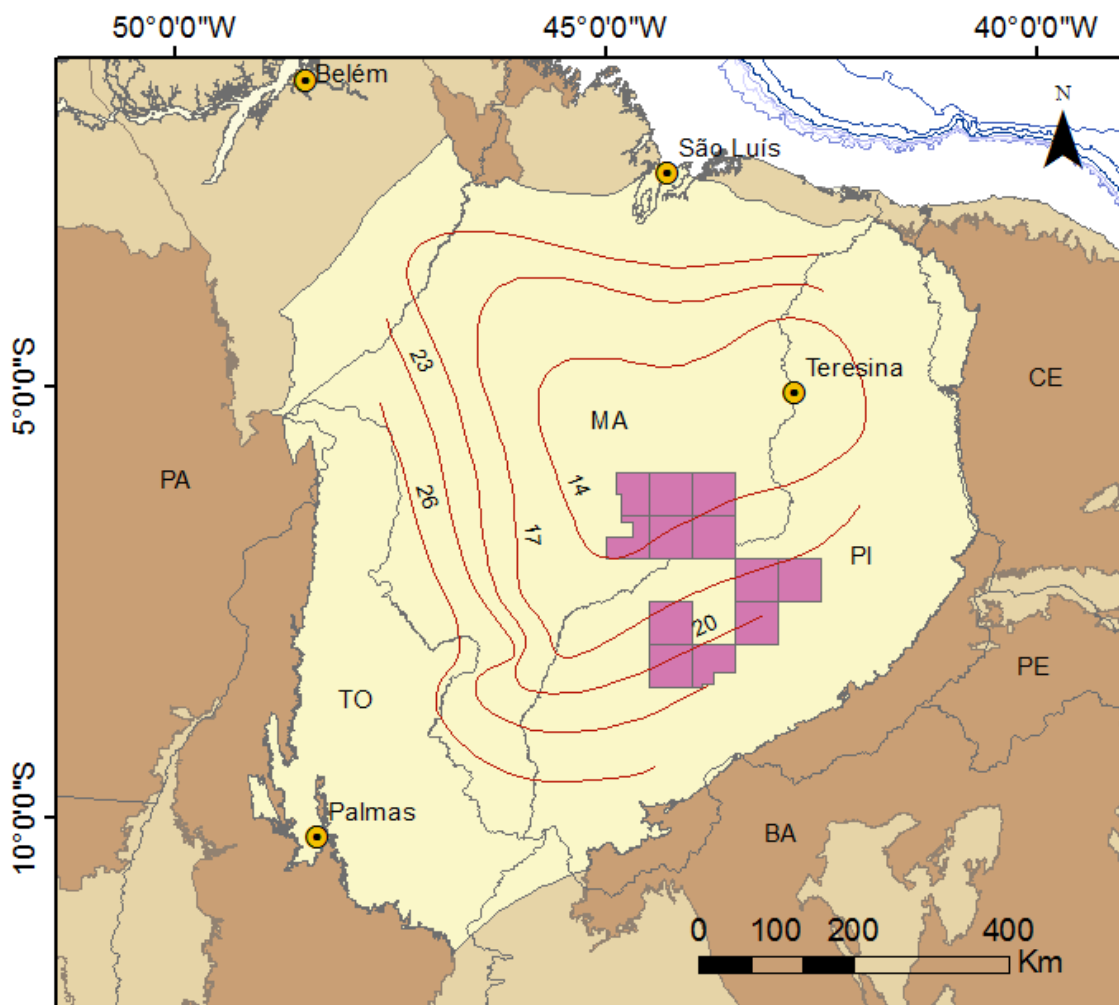 50°0'0"W 45°0'0"W 40°0'0"W
Belém
N
São Luís
5°0'0"S
23
Teresina
CE
MA
PA
26
14
17
PI
20
PE
TO
10°0'0"S
Palmas
BA
0 100 200 400
Km